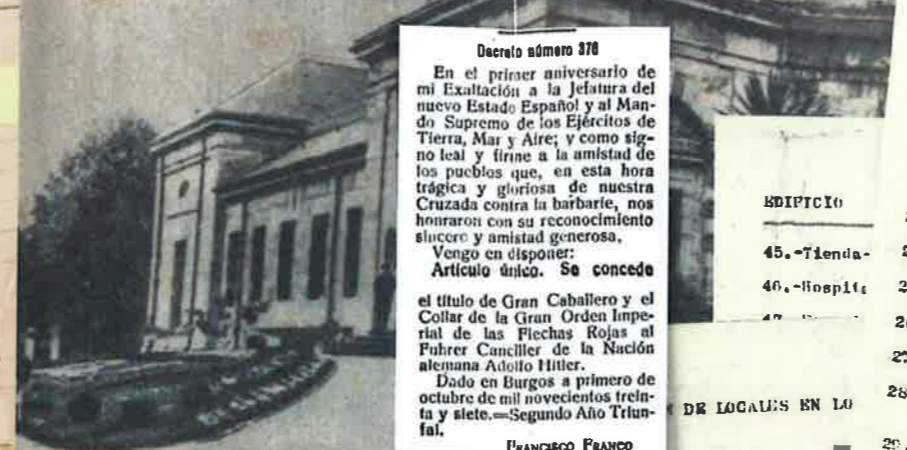 Decreto número 376
En el primer aniversario de
mi Exaltación a la Jefatura del
nuevo Estado Español y al Man-
do Supremo de los Ejércitos de
Tierra, Mar y Aire; y como sig-
no leal y firme a la amistad de
los pueblos que, en esta hora
trágica y gloriosa de nuestra
Cruzada contra la barbarie, nos
honraron con su reconocimiento
sincero y amistad generosa,
Vengo en disponer:
Artículo único. Se concede
el título de Gran Caballero y el
Collar de la Gran Orden Impe-
rial de las Flechas Rojas al
Fuhrer Canciller de la Nación
alemana Adolfo Hitler.
Dado en Burgos a primero de
octubre de mil novecientos trein-
ta y siete.=Segundo Año Triun-
fal.
FRANCISCO FRANCO
EDIFICIO
45.-Tienda-
46.-Hospit
47.
DE LOCALES EN LO
28
29